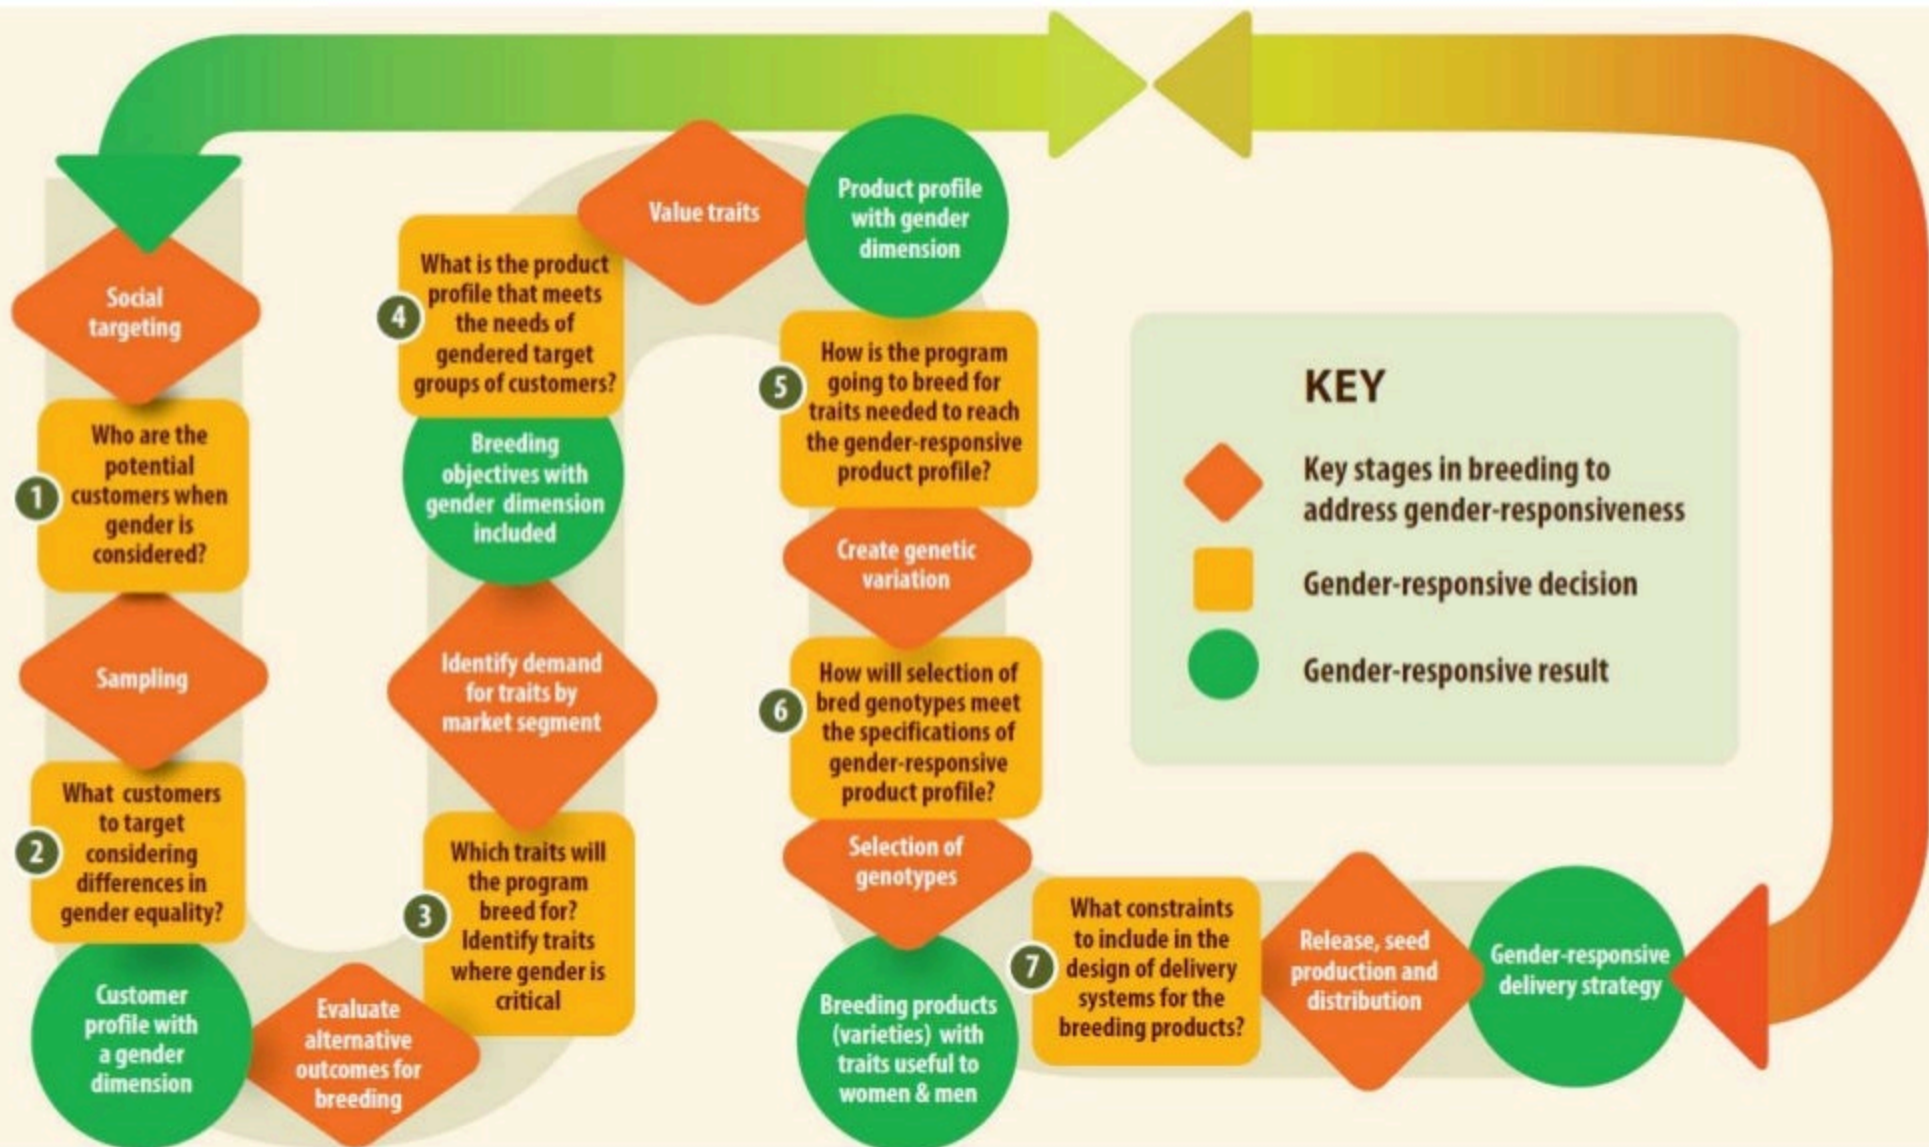 Social
targeting
1
Who are the
potential
customers when
gender is
considered?
Sampling
2
What customers
to target
considering
differences in
gender equality?
Customer
profile with
a gender
dimension
Evaluate
alternative
outcomes for
breeding
3
Which traits will
the program
breed for?
Identify traits
where gender is
critical
Identify demand
for traits by
market segment
Breeding
objectives with
gender dimension
included
4
What is the product
profile that meets
the needs of
gendered target
groups of customers?
Value traits
Product profile
with gender
dimension
5
How is the program
going to breed for
traits needed to reach
the gender-responsive
product profile?
Create genetic
variation
6
How will selection of
bred genotypes meet
the specifications of
gender-responsive
product profile?
Selection of
genotypes
Breeding products
(varieties) with
traits useful to
women & men
7
What constraints
to include in the
design of delivery
systems for the
breeding products?
Release, seed
production and
distribution
Gender-responsive
delivery strategy
KEY
Key stages in breeding to
address gender-responsiveness
Gender-responsive decision
Gender-responsive result